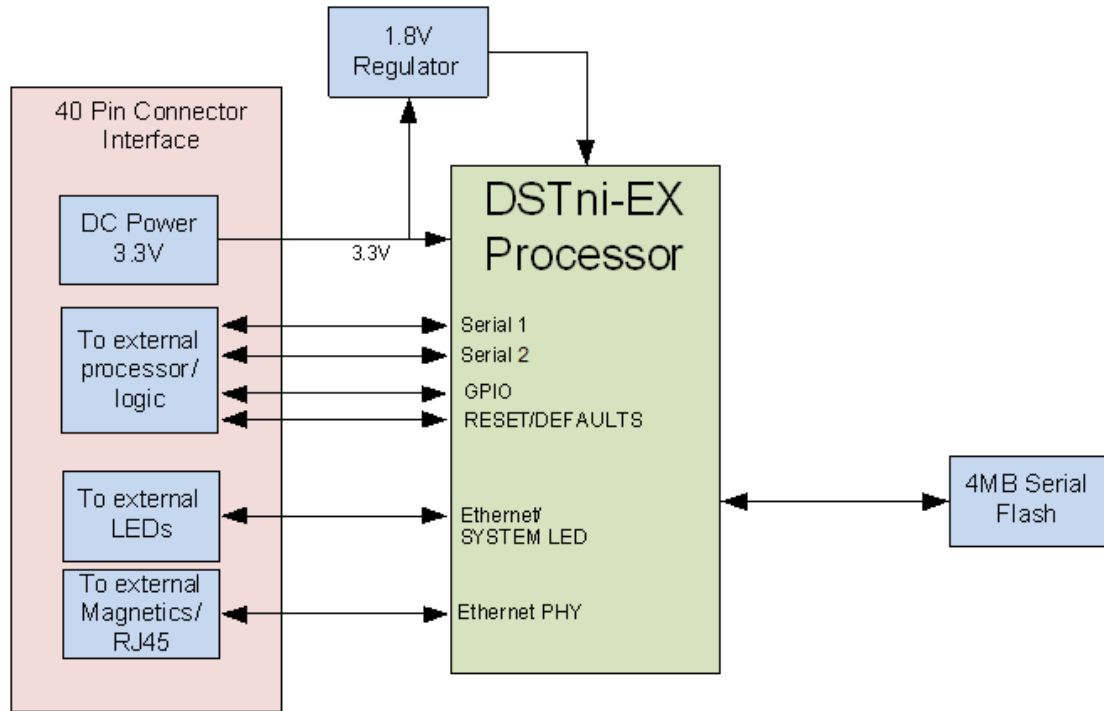 1.8V
Regulator
40 Pin Connector
Interface
DC Power
3.3V
3.3V
DSTni-EX
Processor
To external
processor/
logic
Serial 1
Serial 2
GPIO
RESET/DEFAULTS
To external
LEDs
Ethernet/
SYSTEM LED
4MB Serial
Flash
To external
Magnetics/
RJ45
Ethernet PHY